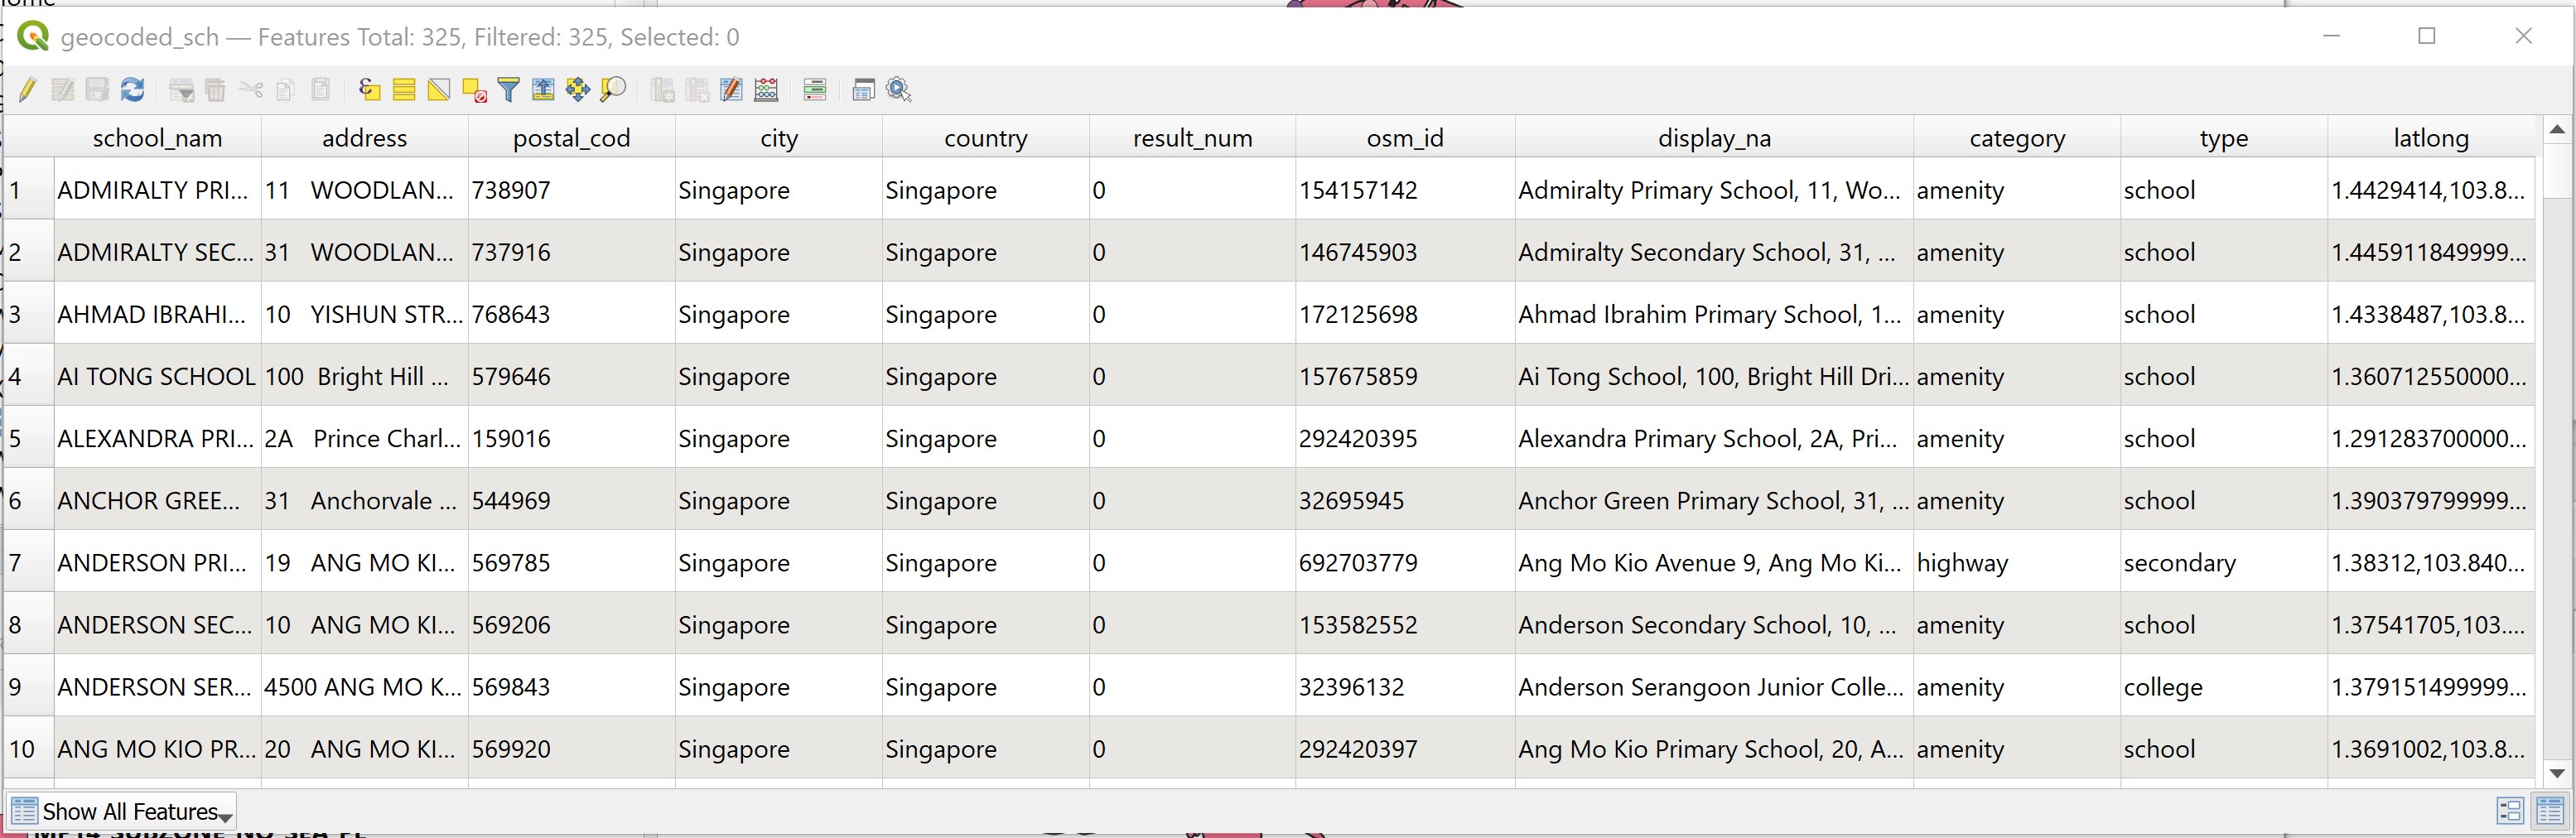 geocoded_sch — Features Total: 325, Filtered: 325, Selected: 0
school_nam address postal_cod city country result_num osm_id display_na category type latlong
1 ADMIRALTY PRI... 11 WOODLAN... 738907 Singapore Singapore 0 154157142 Admiralty Primary School, 11, Wo... amenity school 1.4429414,103.8...
2 ADMIRALTY SEC... 31 WOODLAN... 737916 Singapore Singapore 0 146745903 Admiralty Secondary School, 31, ... amenity school 1.445911849999...
3 AHMAD IBRAHI... 10 YISHUN STR... 768643 Singapore Singapore 0 172125698 Ahmad Ibrahim Primary School, 1... amenity school 1.4338487,103.8...
4 AI TONG SCHOOL 100 Bright Hill ... 579646 Singapore Singapore 0 157675859 Ai Tong School, 100, Bright Hill Dri... amenity school 1.360712550000...
5 ALEXANDRA PRI... 2A Prince Charl... 159016 Singapore Singapore 0 292420395 Alexandra Primary School, 2A, Pri... amenity school 1.291283700000...
6 ANCHOR GREE... 31 Anchorvale ... 544969 Singapore Singapore 0 32695945 Anchor Green Primary School, 31, ... amenity school 1.390379799999...
7 ANDERSON PRI... 19 ANG MO KI... 569785 Singapore Singapore 0 692703779 Ang Mo Kio Avenue 9, Ang Mo Ki... highway secondary 1.38312,103.840...
8 ANDERSON SEC... 10 ANG MO KI... 569206 Singapore Singapore 0 153582552 Anderson Secondary School, 10, ... amenity school 1.37541705,103....
9 ANDERSON SER... 4500 ANG MO K... 569843 Singapore Singapore 0 32396132 Anderson Serangoon Junior Colle... amenity college 1.379151499999...
10 ANG MO KIO PR... 20 ANG MO KI... 569920 Singapore Singapore 0 292420397 Ang Mo Kio Primary School, 20, A... amenity school 1.3691002,103.8...
Show All Features